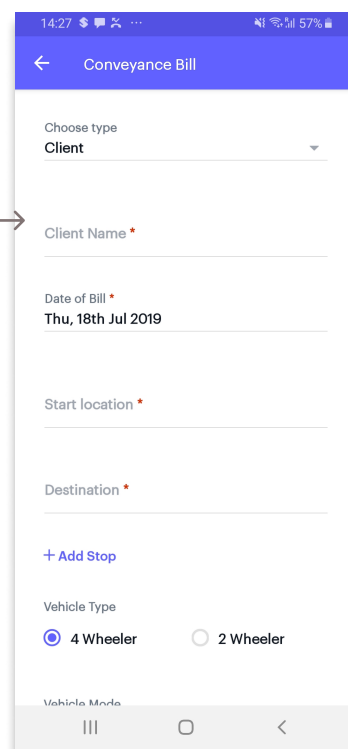 14:27 57%
Conveyance Bill
Choose type
Client
Client Name *
Date of Bill *
Thu, 18th Jul 2019
Start location *
Destination *
+ Add Stop
Vehicle Type
4 Wheeler 2 Wheeler
Vehicle Mode